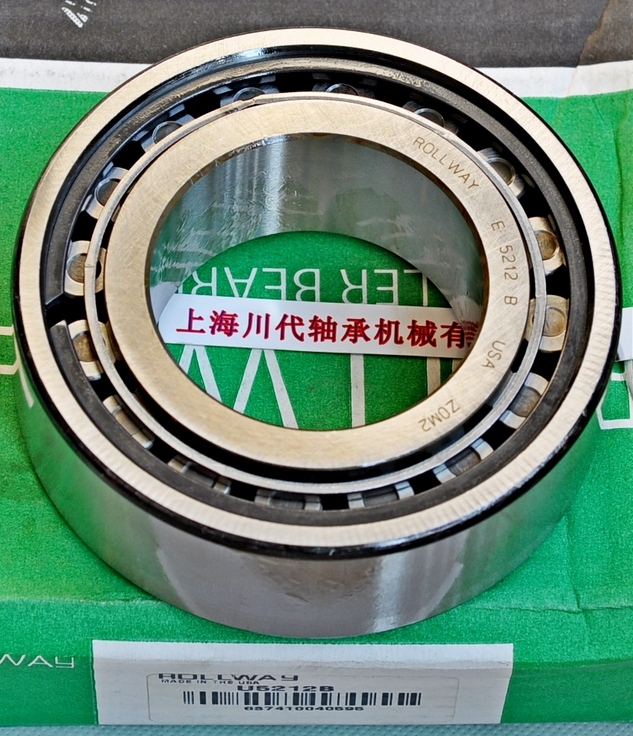 ROLLWAY E 5212 B USA ZOM2
LER BEAR
上海川代轴承机械有
WAY
ROLLWAY
MADE IN THE USA
U5212B
637410040595